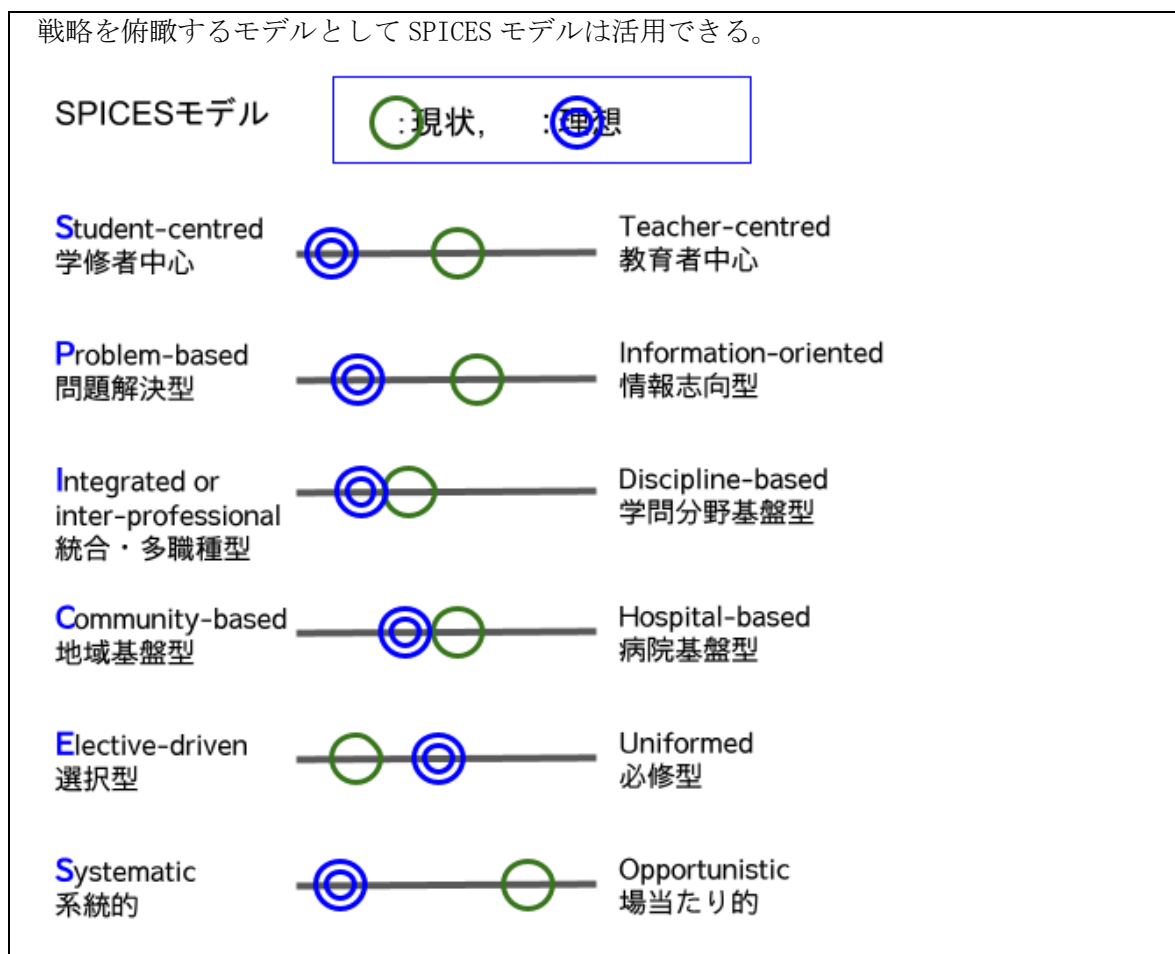 戦略を俯瞰するモデルとして SPICES モデルは活用できる。
SPICESモデル
:現状, :理想
Student-centred
学修者中心
Teacher-centred
教育者中心
Problem-based
問題解決型
Information-oriented
情報志向型
Integrated or
inter-professional
統合・多職種型
Discipline-based
学問分野基盤型
Community-based
地域基盤型
Hospital-based
病院基盤型
Elective-driven
選択型
Uniformed
必修型
Systematic
系統的
Opportunistic
場当たり的